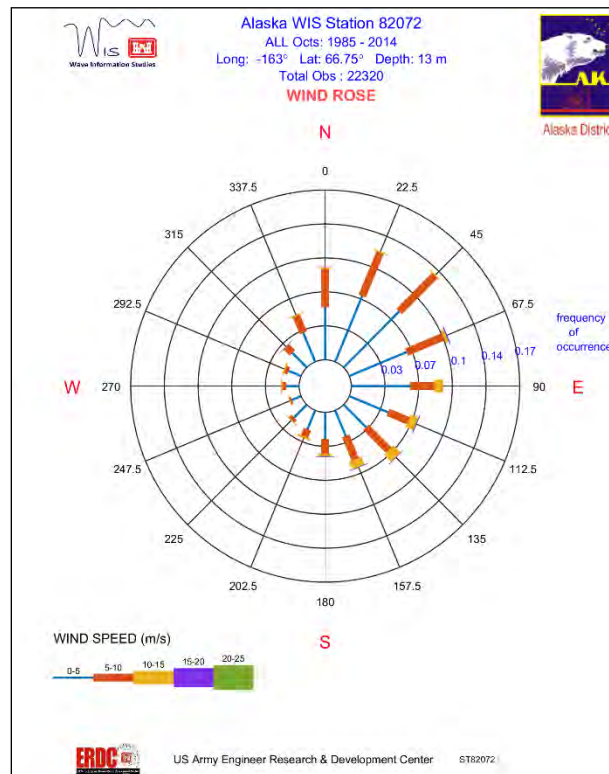 Alaska WIS Station 82072
ALL Octs: 1985 - 2014
Long: -163° Lat: 66.75° Depth: 13 m
Total Obs : 22320
WIND ROSE
Wis
Wave Information Studies
AK
Alaska Distric
N
0
337.5
22.5
315
45
292.5
67.5
frequency
of
occurrence
0.03 0.07 0.1 0.14 0.17
W
270
90
E
247.5
112.5
225
135
202.5
157.5
180
S
WIND SPEED (m/s)
0-5 5-10 10-15 15-20 20-25
ERDC
US Army Engineer Research & Development Center ST82072